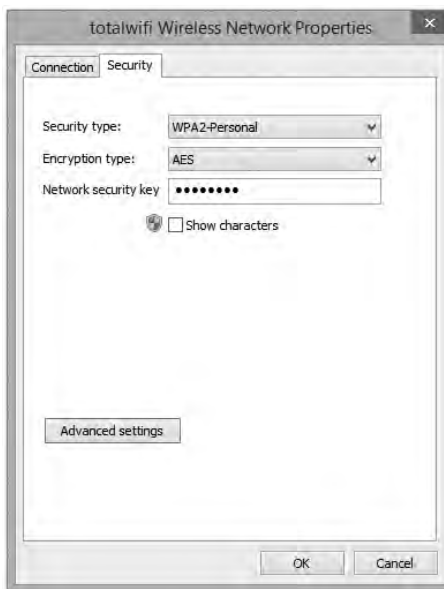 totalwifi Wireless Network Properties
Connection Security
Security type: WPA2-Personal
Encryption type: AES
Network security key ••••••••
Show characters
Advanced settings
OK Cancel